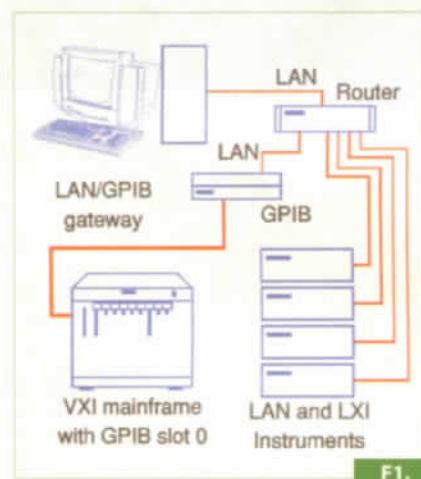 LAN
Router
LAN
LAN/GPIB
gateway
GPIB
VXI mainframe
with GPIB slot 0
LAN and LXI
Instruments
F1.